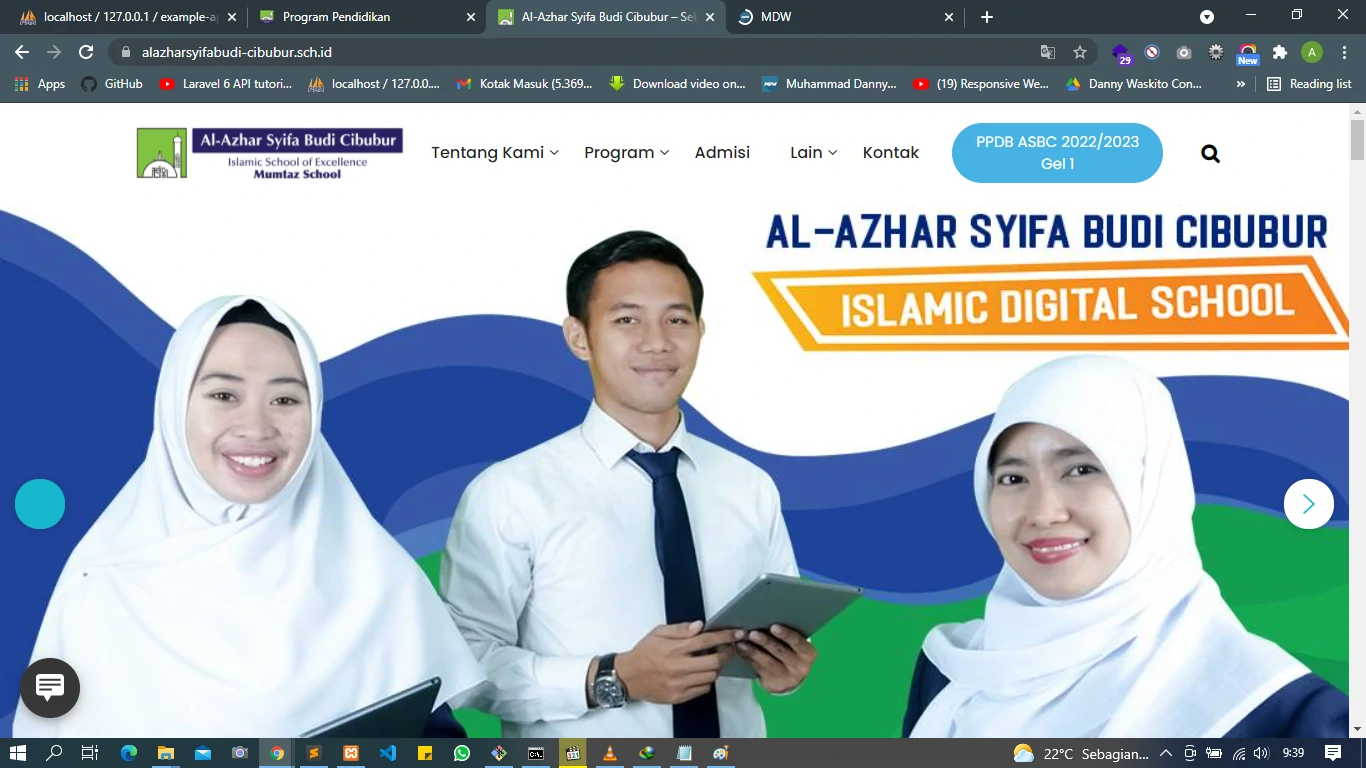 localhost / 127.0.0.1 / example-a
Program Pendidikan
Al-Azhar Syifa Budi Cibubur – Sek
MDW
alazharsyifabudi-cibubur.sch.id
29
New
A
Apps
GitHub
Laravel 6 API tutori...
localhost / 127.0.0....
Kotak Masuk (5.369...
Download video on...
Muhammad Danny...
(19) Responsive We...
Danny Waskito Con...
»
Reading list
Al-Azhar Syifa Budi Cibubur
Islamic School of Excellence
Mumtaz School
Tentang Kami
Program
Admisi
Lain
Kontak
PPDB ASBC 2022/2023
Gel 1
AL-AZHAR SYIFA BUDI CIBUBUR
ISLAMIC DIGITAL SCHOOL
22°C Sebagian...
9:39